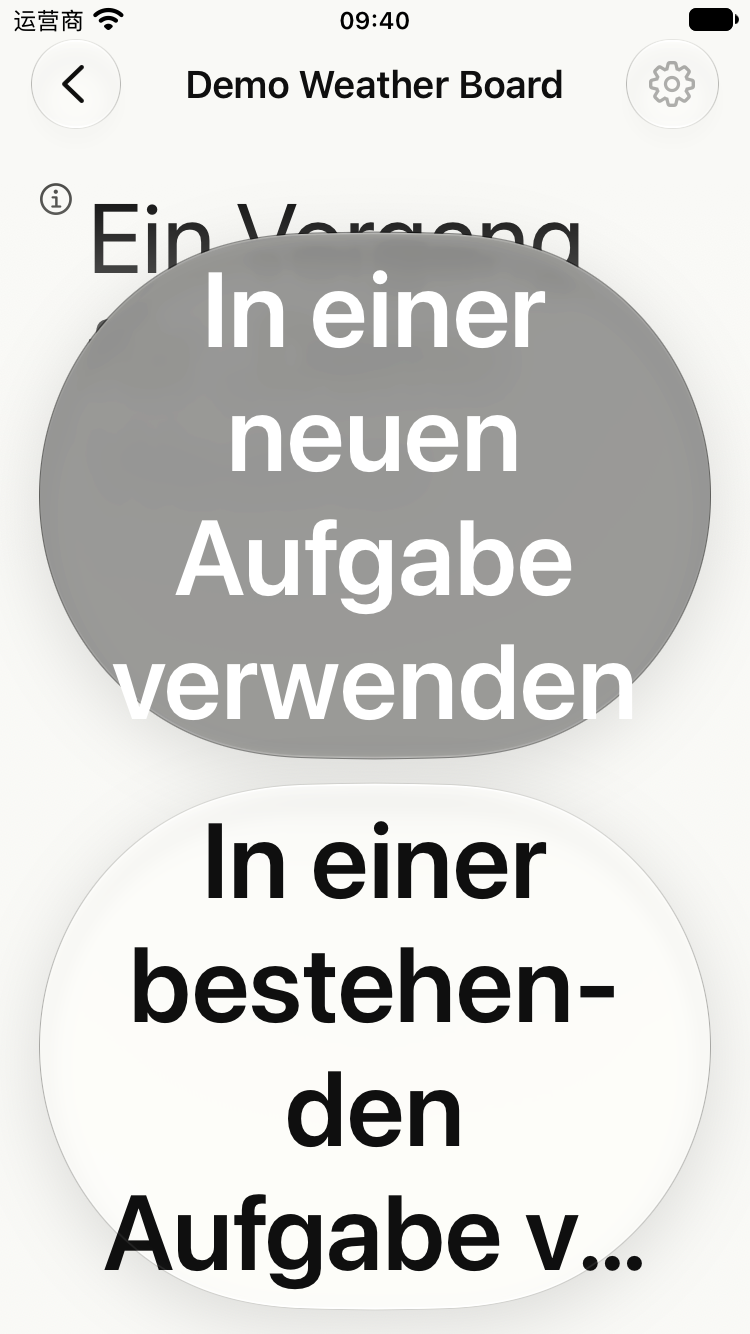 运营商
09:40
Demo Weather Board
Ein Vorgang
In einer
neuen
Aufgabe
verwenden
In einer
bestehen-
den
Aufgabe v...